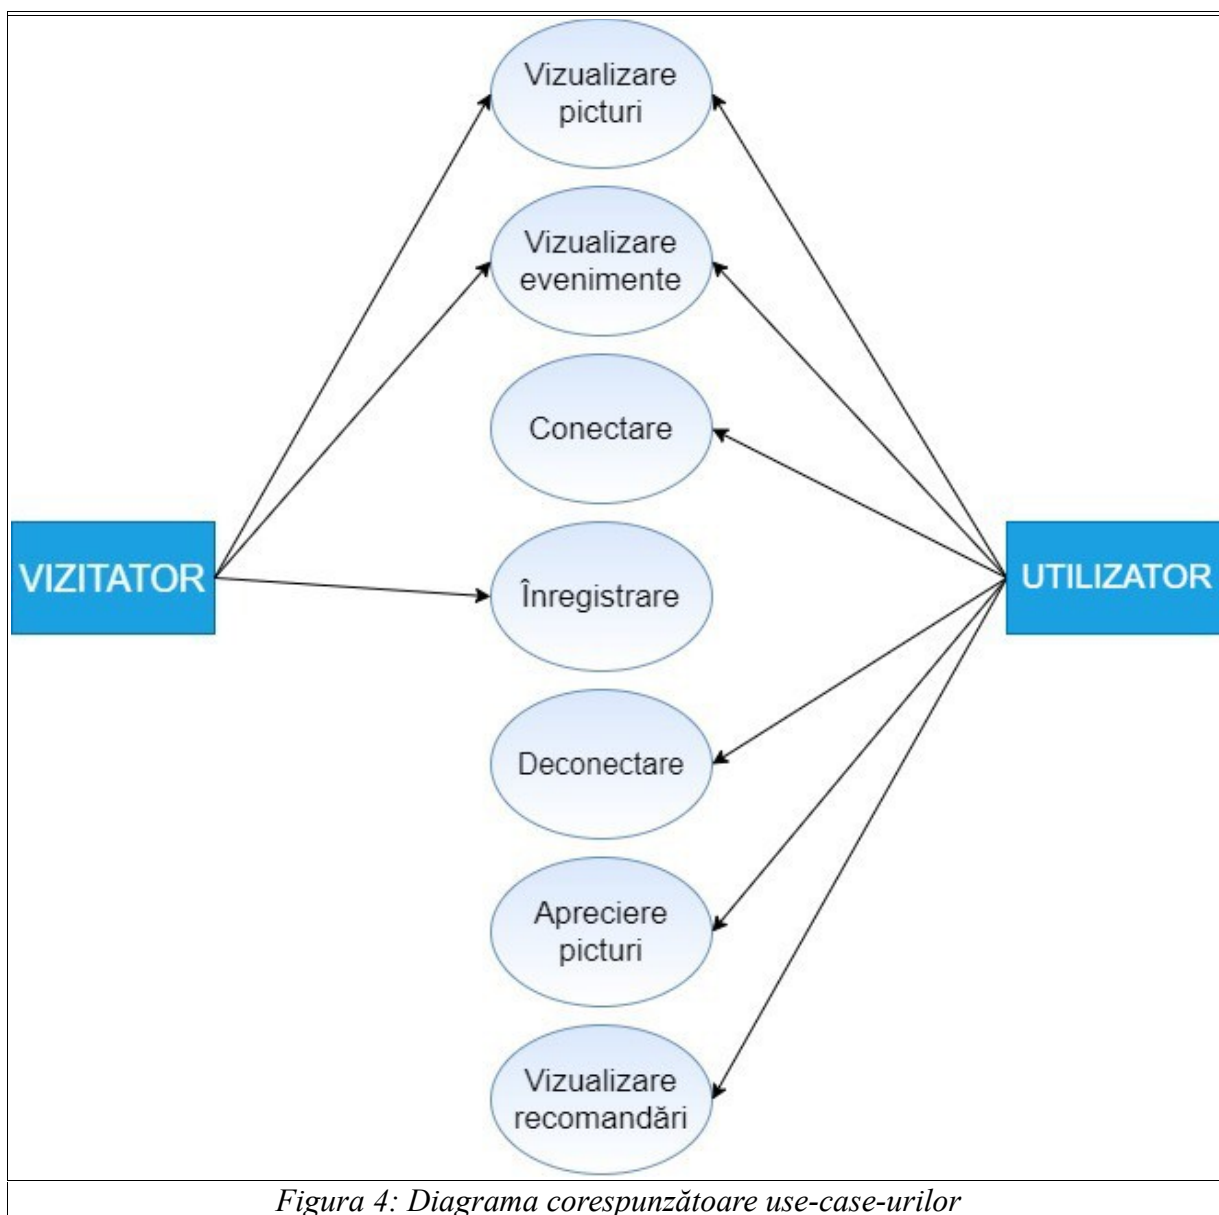 Vizualizare
picturi
Vizualizare
evenimente
Conectare
VIZITATOR
Înregistrare
UTILIZATOR
Deconectare
Apreciere
picturi
Vizualizare
recomandări
Figura 4: Diagrama corespunzătoare use-case-urilor